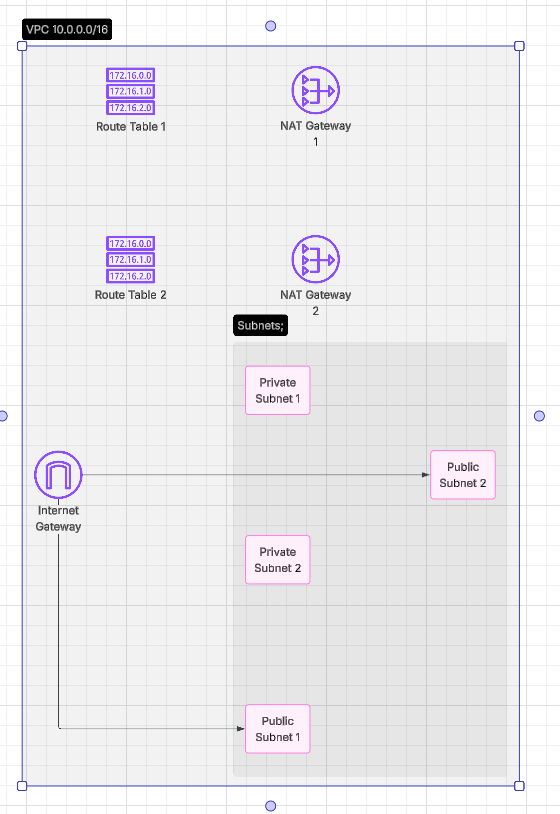 VPC 10.0.0.0/16
172.16.0.0
172.16.1.0
172.16.2.0
Route Table 1
NAT Gateway
1
172.16.0.0
172.16.1.0
172.16.2.0
Route Table 2
NAT Gateway
2
Subnets;
Private
Subnet 1
Public
Subnet 2
Internet
Gateway
Private
Subnet 2
Public
Subnet 1